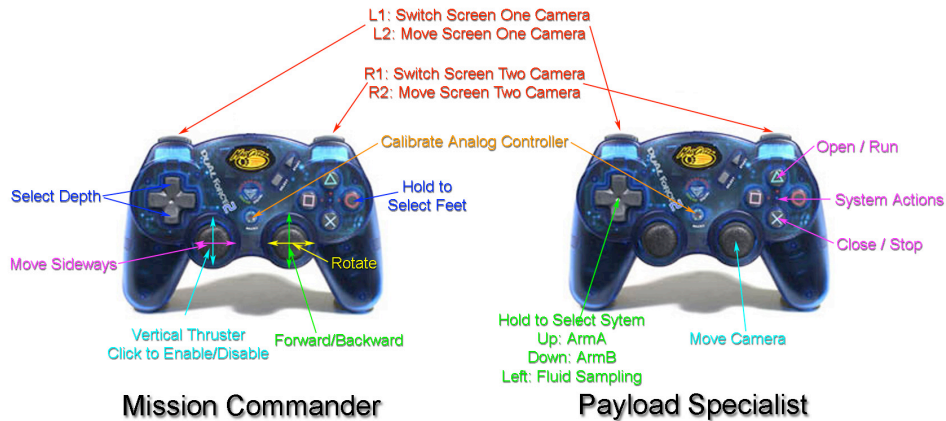 L1: Switch Screen One Camera
L2: Move Screen One Camera
R1: Switch Screen Two Camera
R2: Move Screen Two Camera
Calibrate Analog Controller
Open / Run
Select Depth
Hold to
Select Feet
System Actions
Move Sideways
Rotate
Close / Stop
Vertical Thruster
Click to Enable/Disable
Forward/Backward
Hold to Select Sytem
Up: ArmA
Down: ArmB
Left: Fluid Sampling
Move Camera
Mission Commander
Payload Specialist